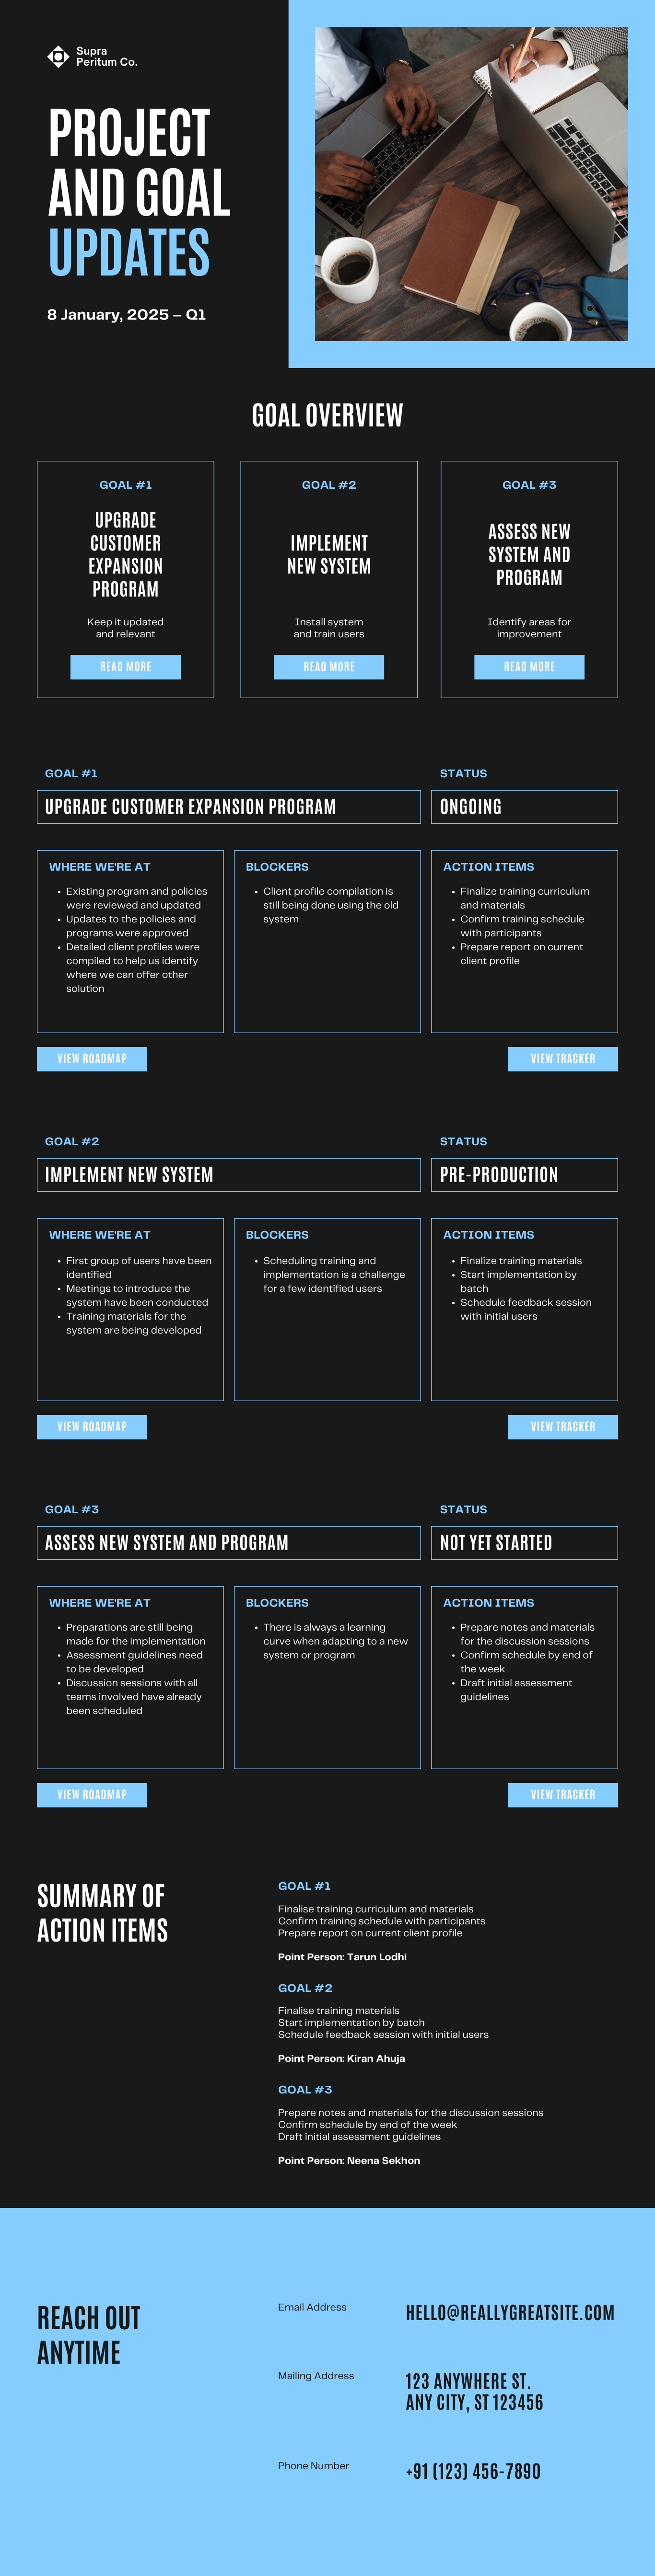 Supra
Peritum Co.
PROJECT
AND GOAL
UPDATES
8 January, 2025 – Q1
GOAL OVERVIEW
GOAL #1
UPGRADE
CUSTOMER
EXPANSION
PROGRAM
Keep it updated
and relevant
READ MORE
GOAL #2
IMPLEMENT
NEW SYSTEM
Install system
and train users
READ MORE
GOAL #3
ASSESS NEW
SYSTEM AND
PROGRAM
Identify areas for
improvement
READ MORE
GOAL #1
UPGRADE CUSTOMER EXPANSION PROGRAM
STATUS
ONGOING
WHERE WE'RE AT
• Existing program and policies
were reviewed and updated
• Updates to the policies and
programs were approved
• Detailed client profiles were
compiled to help us identify
where we can offer other
solution
BLOCKERS
• Client profile compilation is
still being done using the old
system
ACTION ITEMS
• Finalize training curriculum
and materials
• Confirm training schedule
with participants
• Prepare report on current
client profile
VIEW ROADMAP
VIEW TRACKER
GOAL #2
IMPLEMENT NEW SYSTEM
STATUS
PRE-PRODUCTION
WHERE WE'RE AT
• First group of users have been
identified
• Meetings to introduce the
system have been conducted
• Training materials for the
system are being developed
BLOCKERS
• Scheduling training and
implementation is a challenge
for a few identified users
ACTION ITEMS
• Finalize training materials
• Start implementation by
batch
• Schedule feedback session
with initial users
VIEW ROADMAP
VIEW TRACKER
GOAL #3
ASSESS NEW SYSTEM AND PROGRAM
STATUS
NOT YET STARTED
WHERE WE'RE AT
• Preparations are still being
made for the implementation
• Assessment guidelines need
to be developed
• Discussion sessions with all
teams involved have already
been scheduled
BLOCKERS
• There is always a learning
curve when adapting to a new
system or program
ACTION ITEMS
• Prepare notes and materials
for the discussion sessions
• Confirm schedule by end of
the week
• Draft initial assessment
guidelines
VIEW ROADMAP
VIEW TRACKER
SUMMARY OF
ACTION ITEMS
GOAL #1
Finalise training curriculum and materials
Confirm training schedule with participants
Prepare report on current client profile
Point Person: Tarun Lodhi
GOAL #2
Finalise training materials
Start implementation by batch
Schedule feedback session with initial users
Point Person: Kiran Ahuja
GOAL #3
Prepare notes and materials for the discussion sessions
Confirm schedule by end of the week
Draft initial assessment guidelines
Point Person: Neena Sekhon
REACH OUT
ANYTIME
Email Address
HELLO@REALLYGREATSITE.COM
Mailing Address
123 ANYWHERE ST.
ANY CITY, ST 123456
Phone Number
+91 (123) 456-7890